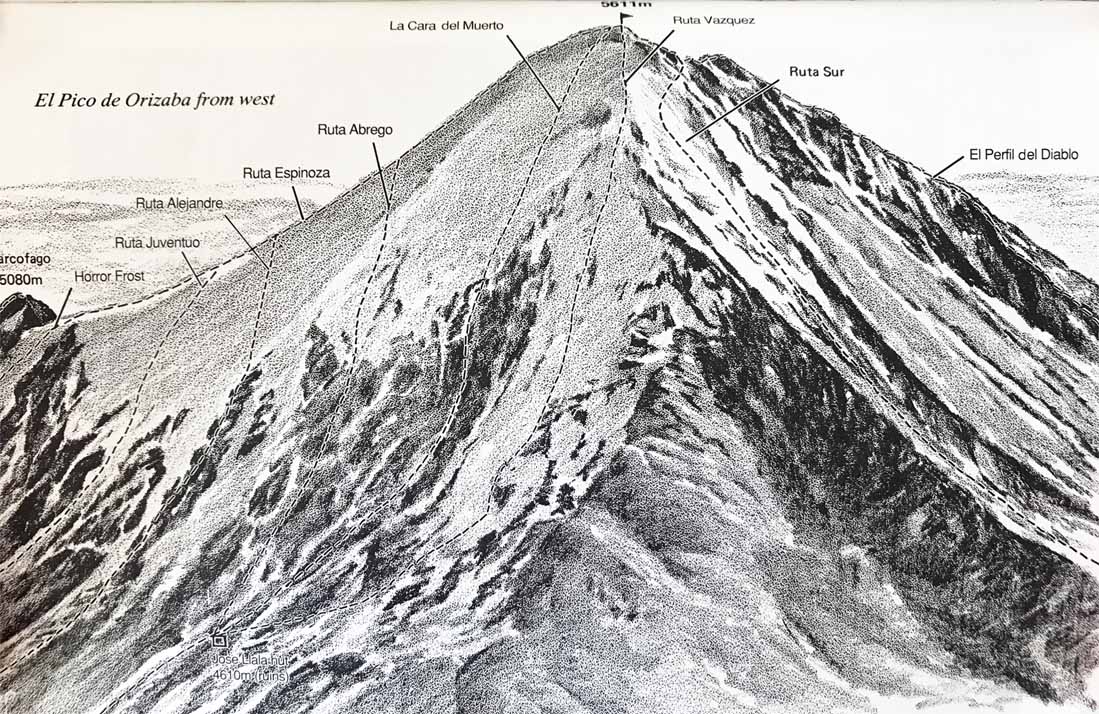 5611m
La Cara del Muerto
Ruta Vazquez
Ruta Sur
El Pico de Orizaba from west
Ruta Abrego
El Perfil del Diablo
Ruta Espinoza
Ruta Alejandre
Ruta Juventuo
arcofago
5080m
Horror Frost
Jose Llala hut
4610m (ruins)